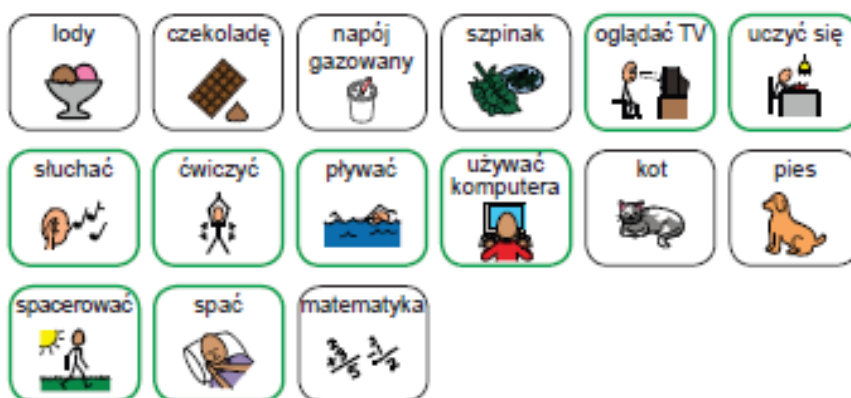 lody
czekoladę
napój
gazowany
szpinak
oglądać TV
uczyć się
słuchać
ćwiczyć
pływać
używać
komputera
kot
pies
spacerować
spać
matematyka